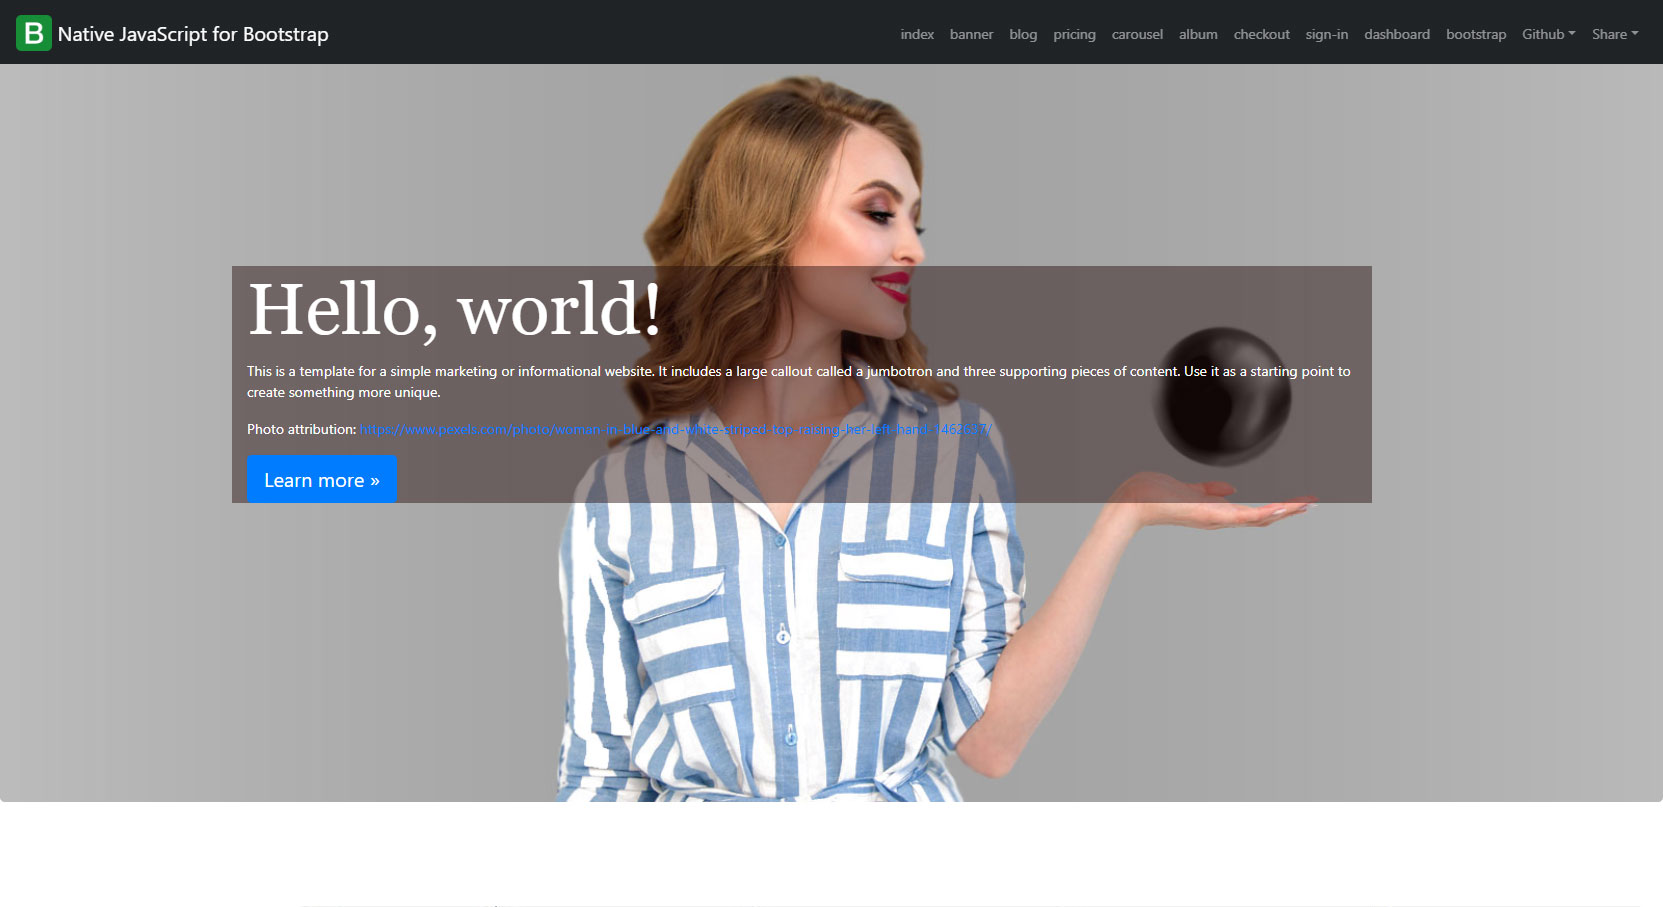 B Native JavaScript for Bootstrap
index banner blog pricing carousel album checkout sign-in dashboard bootstrap Github Share
Hello, world!
This is a template for a simple marketing or informational website. It includes a large callout called a jumbotron and three supporting pieces of content. Use it as a starting point to
create something more unique.
Photo attribution: https://www.pexels.com/photo/woman-in-blue-and-white-striped-top-raising-her-left-hand-1462637/
Learn more »